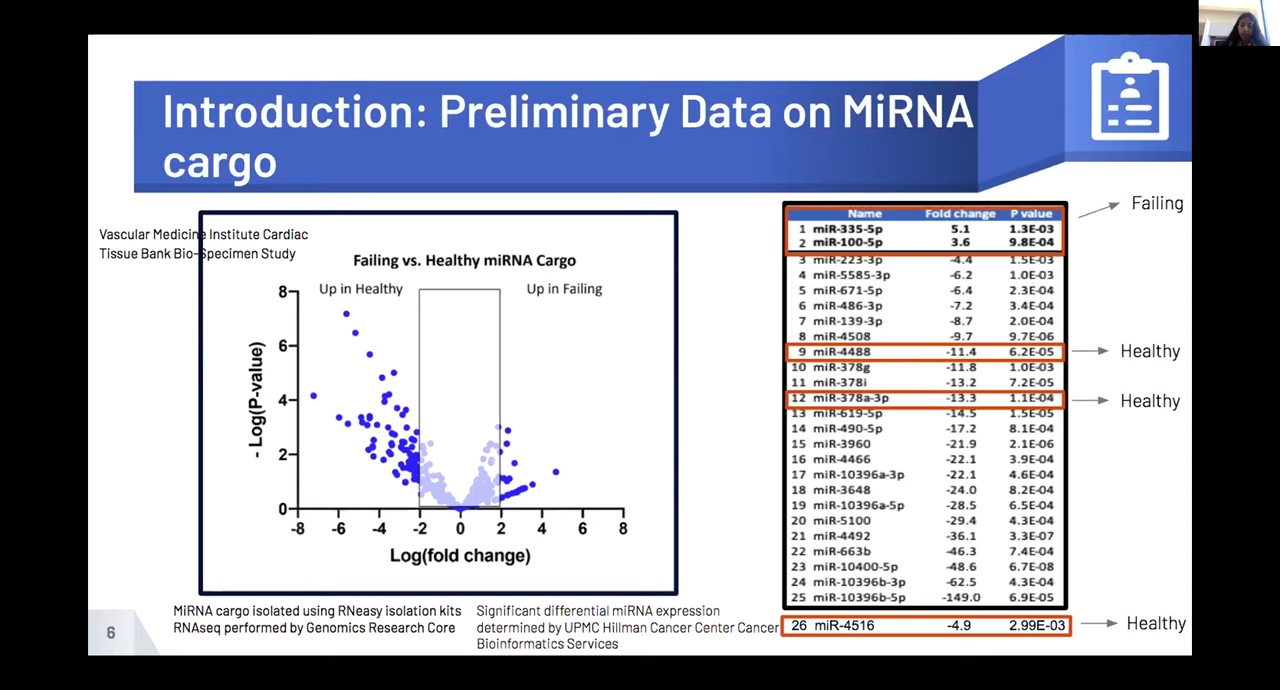 Introduction: Preliminary Data on MiRNA
cargo
Vascular Medicine Institute Cardiac
Tissue Bank Bio-Specimen Study
Failing vs. Healthy miRNA Cargo
Up in Healthy
Up in Failing
8
6
4
2
0
- Log(P-value)
-8 -6 -4 -2 0 2 4 6 8
Log(fold change)
MiRNA cargo isolated using RNeasy isolation kits
RNAseq performed by Genomics Research Core
Significant differential miRNA expression
determined by UPMC Hillman Cancer Center Cancer
Bioinformatics Services
Name Fold change P value
1 miR-335-5p 5.1 1.3E-03
2 miR-100-5p 3.6 9.8E-04
3 miR-223-3p -4.4 1.5E-03
4 miR-5585-3p -6.2 1.0E-03
5 miR-671-5p -6.4 2.3E-04
6 miR-486-3p -7.2 3.4E-04
7 miR-139-3p -8.7 2.0E-04
8 miR-4508 -9.7 9.7E-06
9 miR-4488 -11.4 6.2E-05
10 miR-378g -11.8 1.0E-03
11 miR-378i -13.2 7.2E-05
12 miR-378a-3p -13.3 1.1E-04
13 miR-619-5p -14.5 1.5E-05
14 miR-490-5p -17.2 8.1E-04
15 miR-3960 -21.9 2.1E-06
16 miR-4466 -22.1 3.9E-04
17 miR-10396a-3p -22.1 4.6E-04
18 miR-3648 -24.0 8.2E-04
19 miR-10396a-5p -28.5 6.5E-04
20 miR-5100 -29.4 4.3E-04
21 miR-4492 -36.1 3.3E-07
22 miR-663b -46.3 7.4E-04
23 miR-10400-5p -48.6 6.7E-08
24 miR-10396b-3p -62.5 4.3E-04
25 miR-10396b-5p -149.0 6.9E-05
26 miR-4516 -4.9 2.99E-03
Failing
Healthy
Healthy
Healthy
6